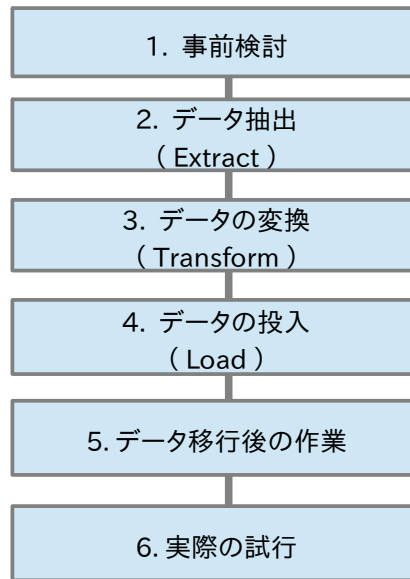 1. 事前検討
2. データ抽出
( Extract )
3. データの変換
( Transform )
4. データの投入
( Load )
5. データ移行後の作業
6. 実際の試行